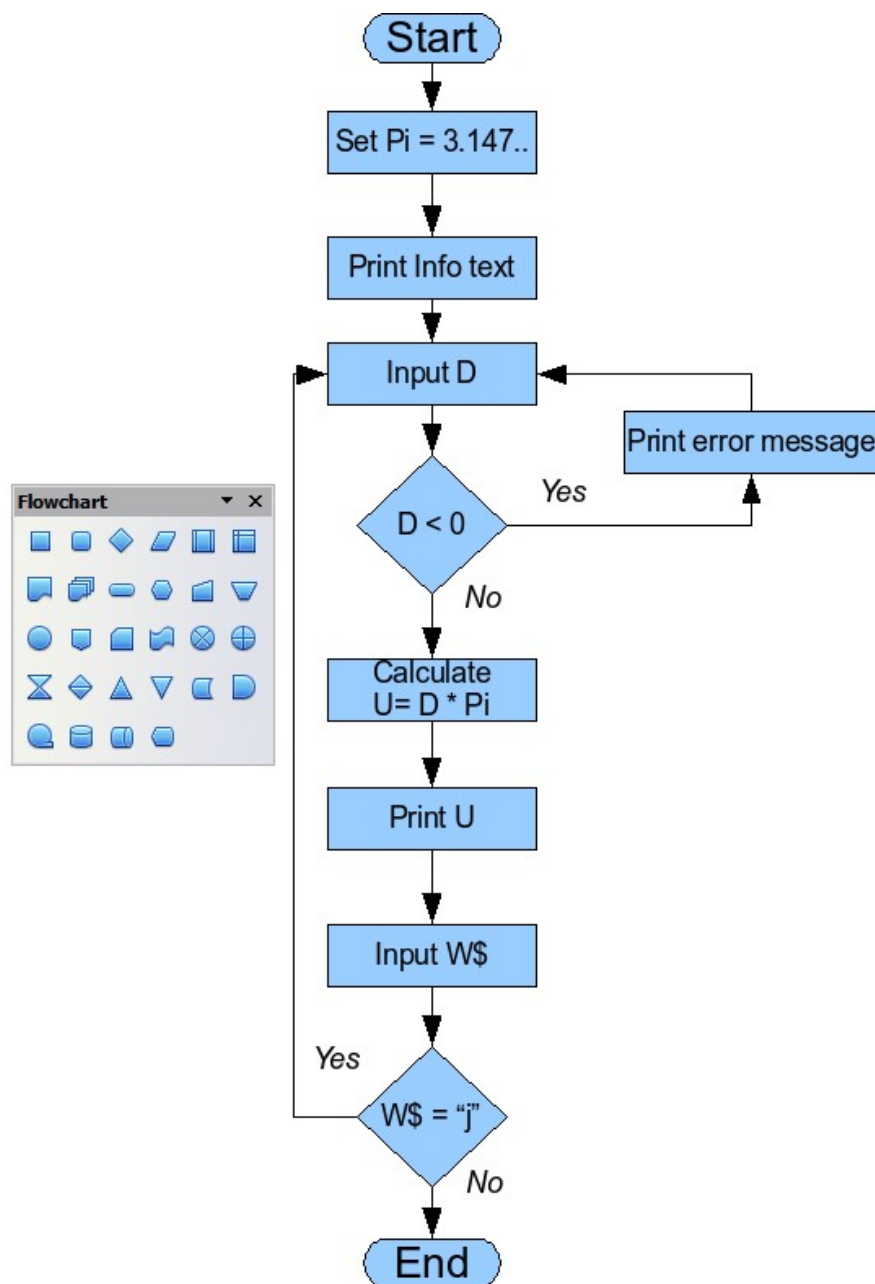 Start
Set Pi = 3.147..
Print Info text
Input D
Print error message
Flowchart
D < 0
Yes
No
Calculate
U= D * Pi
Print U
Input W$
Yes
W$ = “j”
No
End